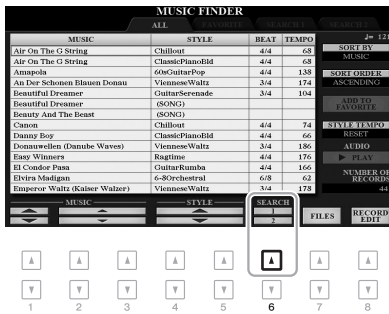 MUSIC FINDER
ALL FAVORITE SEARCH 1 SEARCH 2
MUSIC STYLE BEAT TEMPO
Air On The G String Chillout 4/4 68
Air On The G String ClassicPianoBld 4/4 68
Amapola 60sGuitarPop 4/4 138
An Der Schonen Blauen Donau VienneseWaltz 3/4 174
Beautiful Dreamer GuitarSerenade 3/4 104
Beautiful Dreamer (SONG)
Beauty And The Beast (SONG)
Canon Chillout 4/4 74
Danny Boy ClassicPianoBld 4/4 66
Donauwellen (Danube Waves) VienneseWaltz 3/4 186
Easy Winners Ragtime 4/4 176
El Condor Pasa GuitarRumba 4/4 166
Elvira Madigan 6-8Orchestral 6/8 62
Emperor Waltz (Kaiser Walzer) VienneseWaltz 3/4 178
♩= 121
SORT BY
MUSIC
SORT ORDER
ASCENDING
ADD TO
FAVORITE
STYLE TEMPO
RESET
AUDIO
▶ PLAY
NUMBER OF
RECORDS
44
MUSIC STYLE SEARCH
1
2
FILES
RECORD
EDIT
1 2 3 4 5 6 7 8